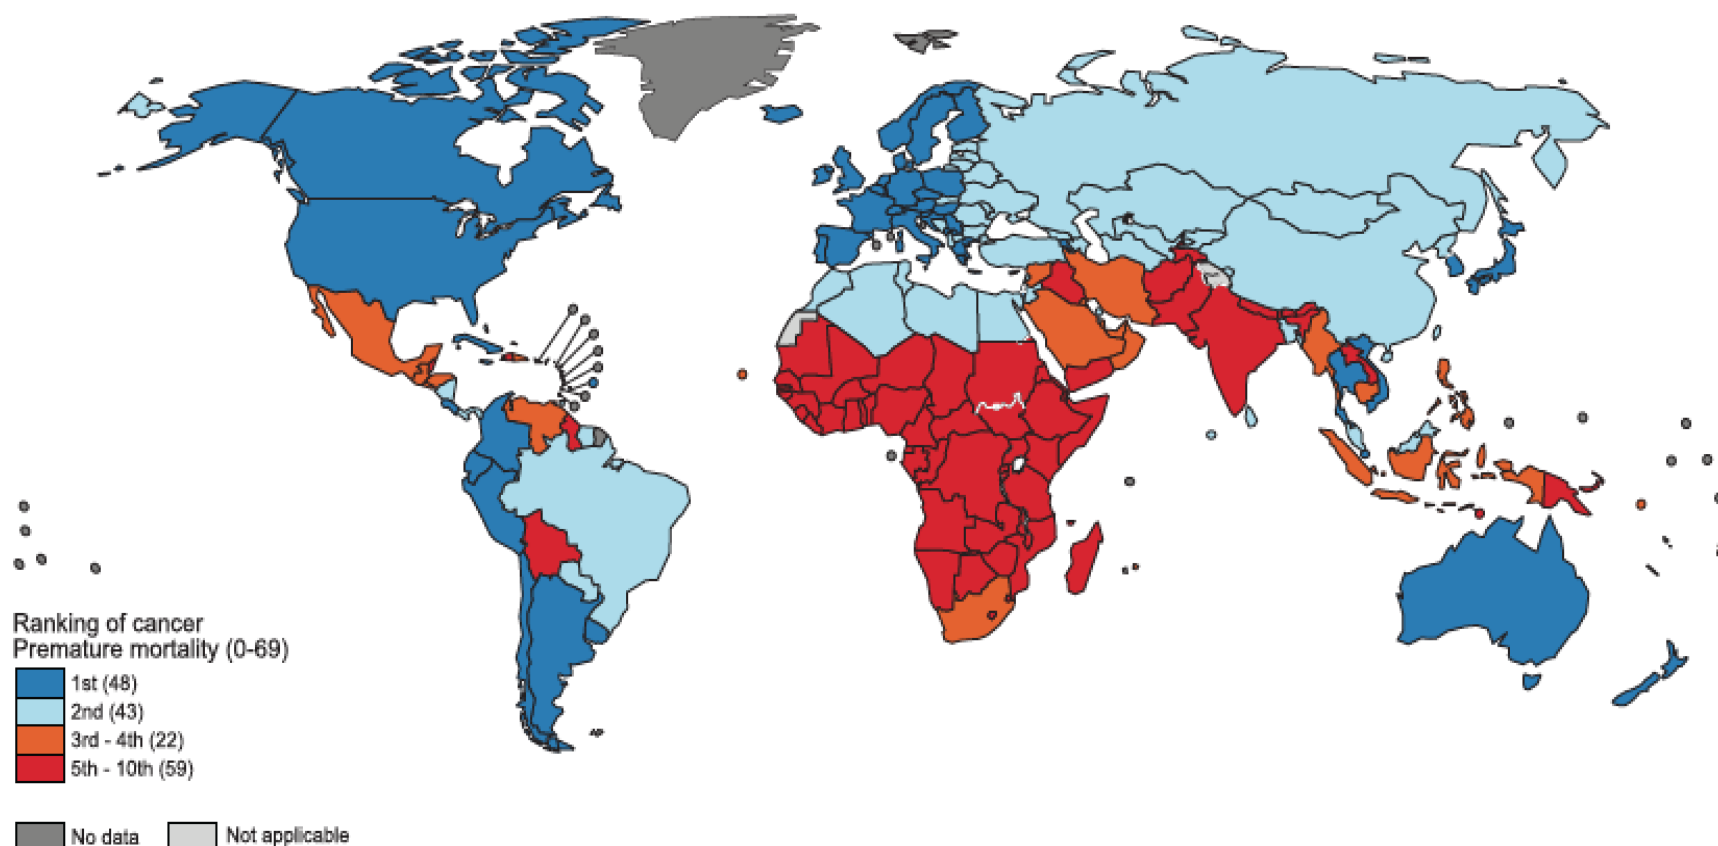 Ranking of cancer
Premature mortality (0-69)
1st (48)
2nd (43)
3rd - 4th (22)
5th - 10th (59)
No data
Not applicable